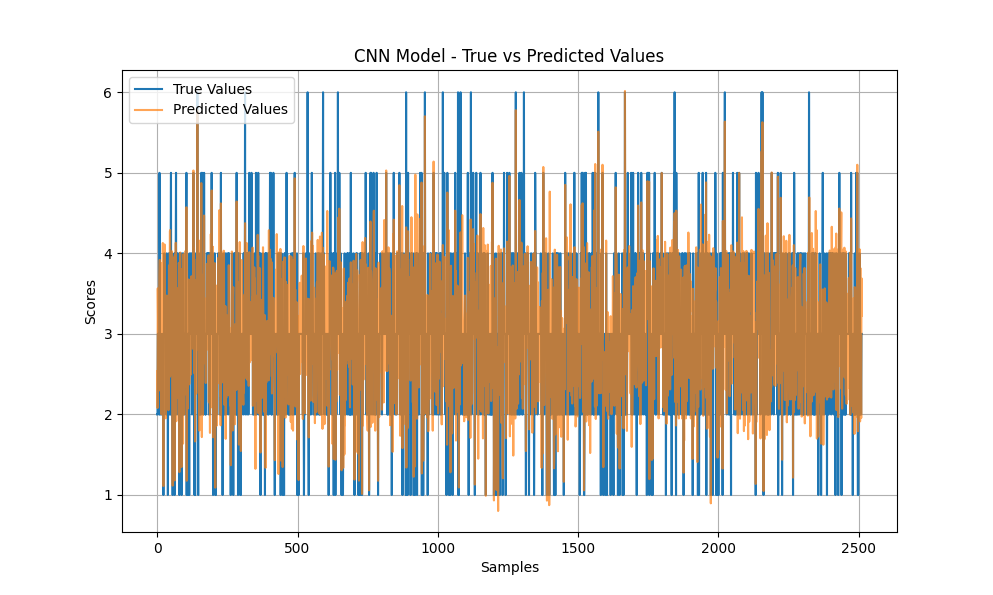 CNN Model - True vs Predicted Values
True Values
Predicted Values
6
5
4
3
2
1
Scores
0 500 1000 1500 2000 2500
Samples